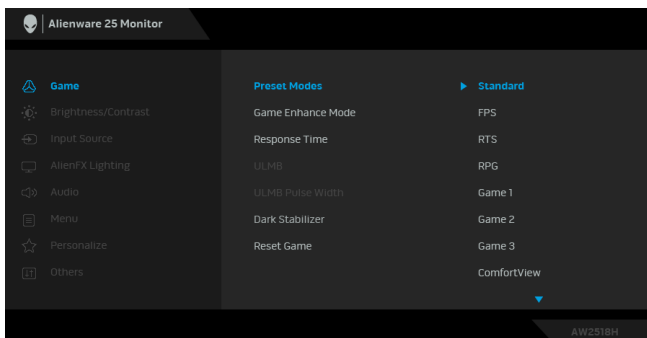 Alienware 25 Monitor
Game
Preset Modes
Standard
Brightness/Contrast
Game Enhance Mode
FPS
Input Source
Response Time
RTS
AlienFX Lighting
ULMB
RPG
Audio
ULMB Pulse Width
Game 1
Menu
Dark Stabilizer
Game 2
Personalize
Reset Game
Game 3
Others
ComfortView
AW2518H